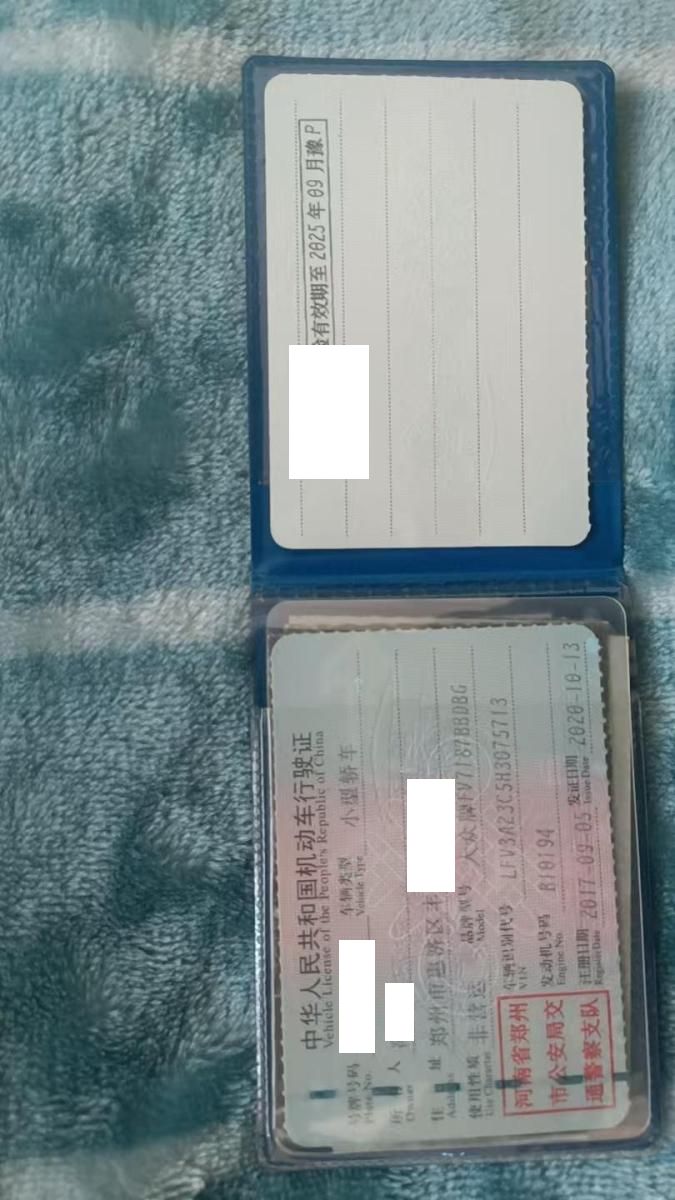 检有效期至2025年09月豫P
中华人民共和国机动车行驶证
Vehicle License of the People's Republic of China
号牌号码 车辆类型 小型轿车
Plate No. Vehicle Type
所 人
Owner
住 址 郑州市惠济区丰
Address
使用性质 非营运 品牌型号 大众牌FV7187BBDBG
Use Character Model
河南省郑州
市公安局交
通警察支队
车辆识别代号 LFV3A23C5H3075713
VIN
发动机号码 R10194
Engine No.
注册日期 2017-09-05 发证日期 2020-10-13
Register Date Issue Date